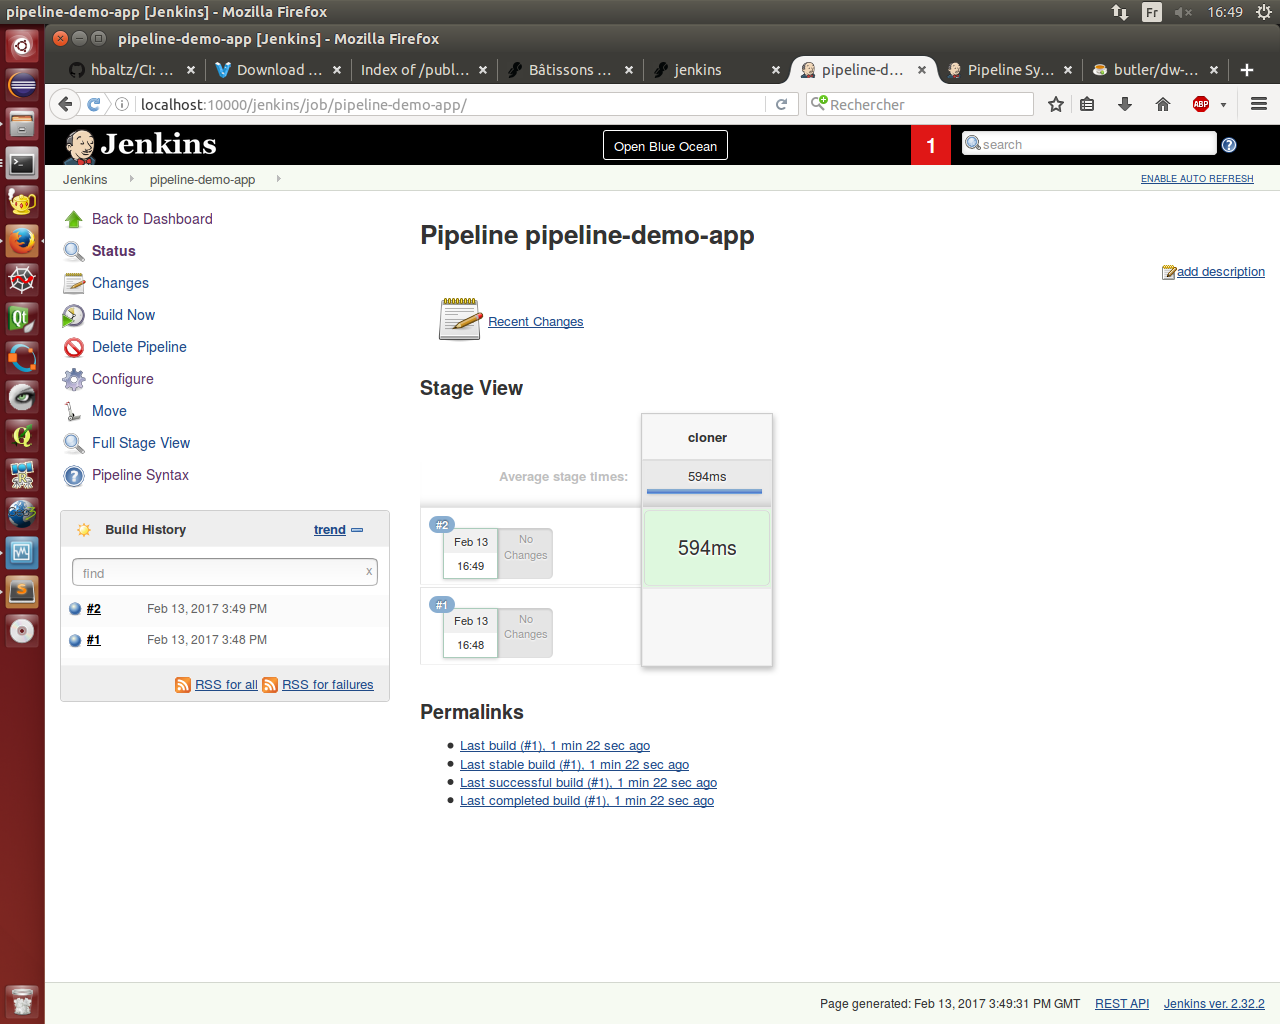 pipeline-demo-app [Jenkins] - Mozilla Firefox
Fr
16:49
pipeline-demo-app [Jenkins] - Mozilla Firefox
hbaltz/CI: ...
Download ...
Index of /publ...
Bâtissons ...
jenkins
pipeline-d...
Pipeline Sy...
butler/dw-...
localhost:10000/jenkins/job/pipeline-demo-app/
Rechercher
ABP
Jenkins
Open Blue Ocean
1
search
Jenkins
pipeline-demo-app
ENABLE AUTO REFRESH
Back to Dashboard
Status
Changes
Build Now
Delete Pipeline
Configure
Move
Full Stage View
Pipeline Syntax
Build History
trend
find
x
#2
Feb 13, 2017 3:49 PM
#1
Feb 13, 2017 3:48 PM
RSS for all
RSS for failures
Pipeline pipeline-demo-app
add description
Recent Changes
Stage View
cloner
Average stage times:
594ms
#2
Feb 13
16:49
No
Changes
594ms
#1
Feb 13
16:48
No
Changes
Permalinks
Last build (#1), 1 min 22 sec ago
Last stable build (#1), 1 min 22 sec ago
Last successful build (#1), 1 min 22 sec ago
Last completed build (#1), 1 min 22 sec ago
Page generated: Feb 13, 2017 3:49:31 PM GMT
REST API
Jenkins ver. 2.32.2